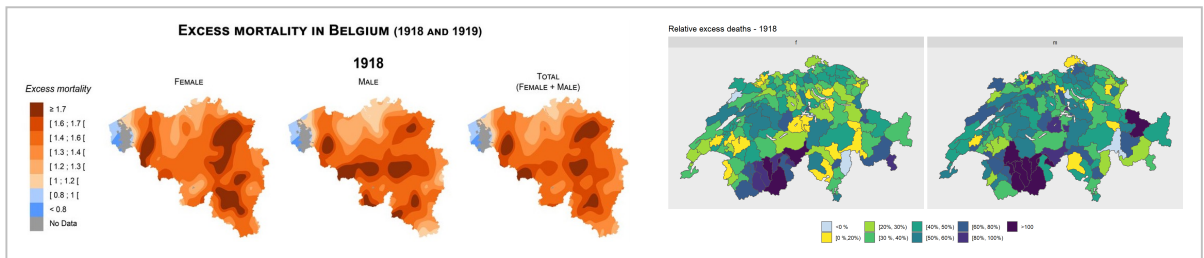 EXCESS MORTALITY IN BELGIUM (1918 AND 1919)
1918
Excess mortality
FEMALE
MALE
TOTAL
(FEMALE + MALE)
≥ 1.7
[ 1.6 ; 1.7 [
[ 1.4 ; 1.6 [
[ 1.3 ; 1.4 [
[ 1.2 ; 1.3 [
[ 1 ; 1.2 [
[ 0.8 ; 1 [
< 0.8
No Data
Relative excess deaths - 1918
f
m
<0 %
[20%, 30%)
[40%, 50%)
[60%, 80%)
>100
[0 %,20%)
[30 %, 40%)
[50%, 60%)
[80%, 100%)